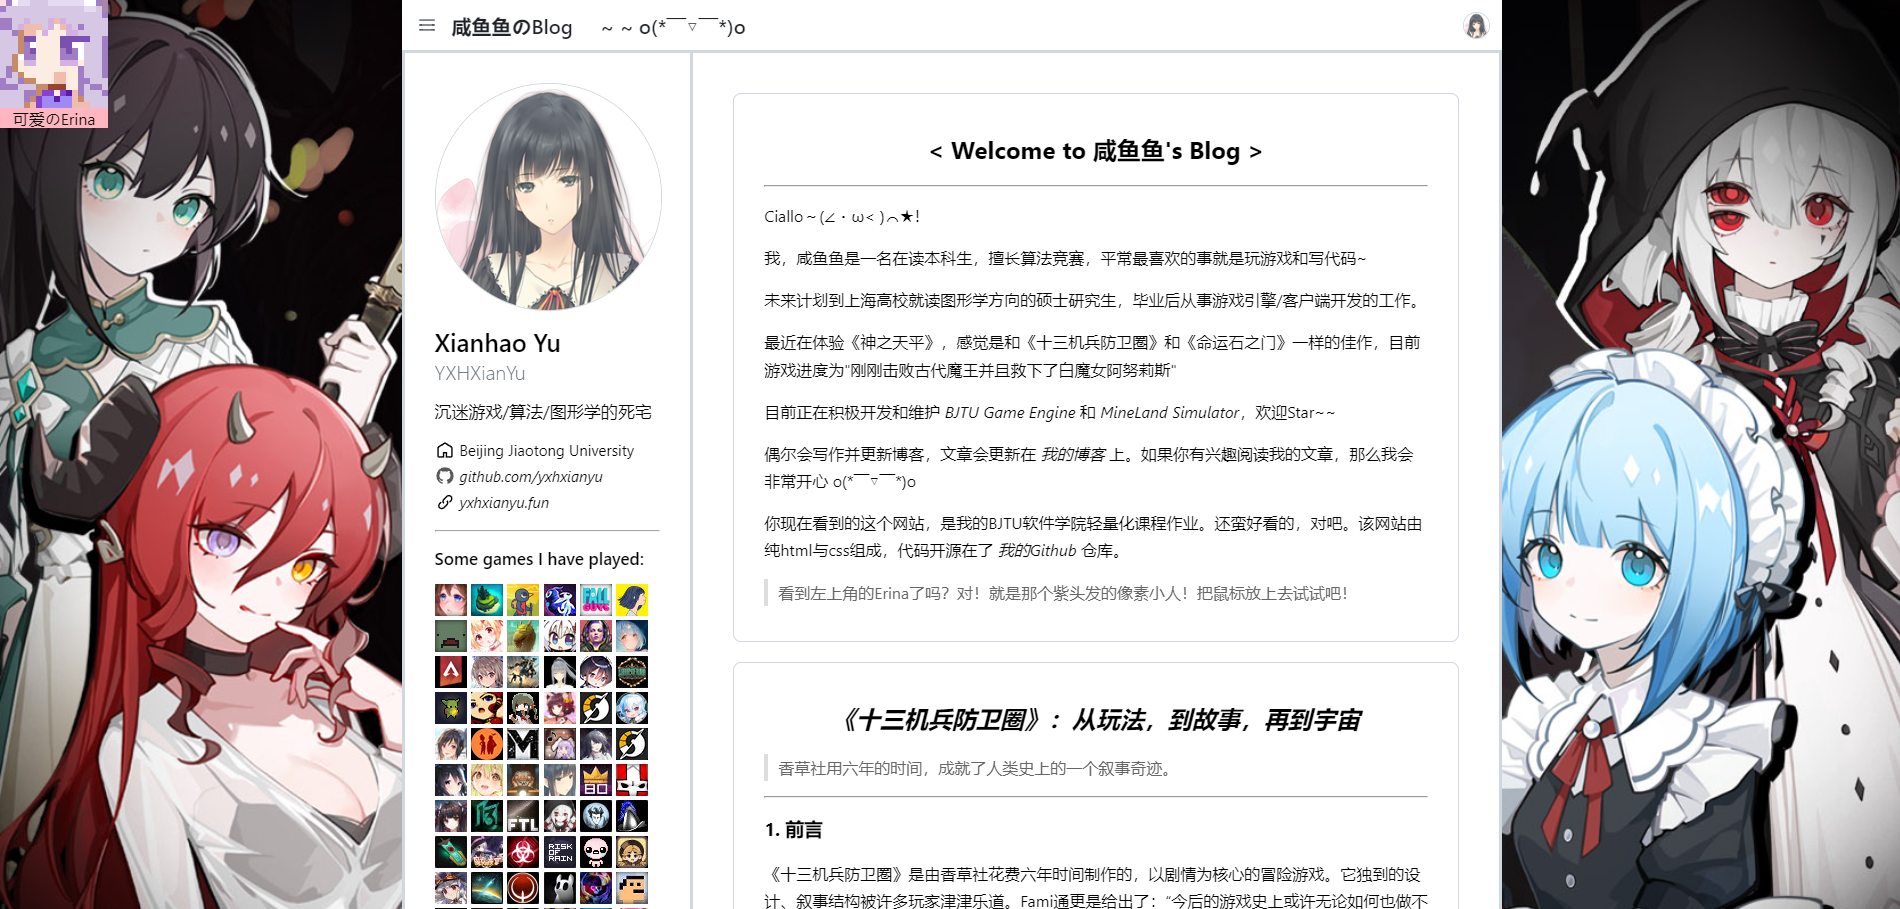 可爱のErina
咸鱼鱼のBlog ~ ~ o(*￣▽￣*)o
Xianhao Yu
YXHXianYu
沉迷游戏/算法/图形学的死宅
Beijing Jiaotong University
github.com/yxhxianyu
yxhxianyu.fun
Some games I have played:
FALL GUYS
FTL
80
RISK OF RAIN
< Welcome to 咸鱼鱼's Blog >
Ciallo～(∠・ω< )⌒★!
我，咸鱼鱼是一名在读本科生，擅长算法竞赛，平常最喜欢的事就是玩游戏和写代码~
未来计划到上海高校就读图形学方向的硕士研究生，毕业后从事游戏引擎/客户端开发的工作。
最近在体验《神之天平》，感觉是和《十三机兵防卫圈》和《命运石之门》一样的佳作，目前
游戏进度为"刚刚击败古代魔王并且救下了白魔女阿努莉斯"
目前正在积极开发和维护 BJTU Game Engine 和 MineLand Simulator，欢迎Star~~
偶尔会写作并更新博客，文章会更新在 我的博客 上。如果你有兴趣阅读我的文章，那么我会
非常开心 o(*￣▽￣*)o
你现在看到的这个网站，是我的BJTU软件学院轻量化课程作业。还蛮好看的，对吧。该网站由
纯html与css组成，代码开源在了 我的Github 仓库。
看到左上角的Erina了吗？对！就是那个紫头发的像素小人！把鼠标放上去试试吧！
《十三机兵防卫圈》：从玩法，到故事，再到宇宙
香草社用六年的时间，成就了人类史上的一个叙事奇迹。
1. 前言
《十三机兵防卫圈》是由香草社花费六年时间制作的，以剧情为核心的冒险游戏。它独到的设
计、叙事结构被许多玩家津津乐道。Fami通更是给出了："今后的游戏史上或许无论如何也做不